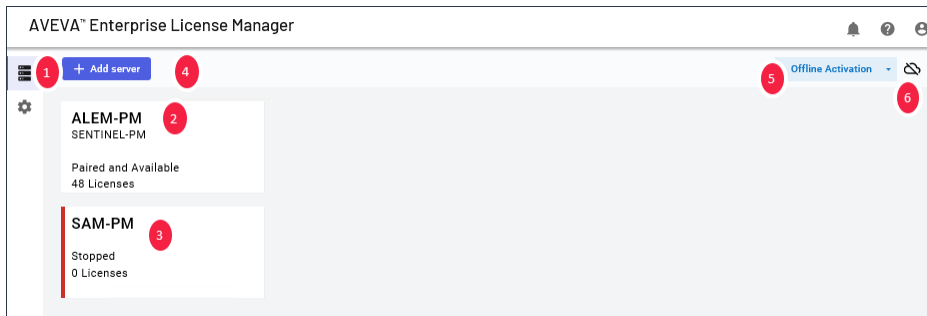 AVEVA™ Enterprise License Manager
1
+ Add server
4
5
Offline Activation
6
ALEM-PM
2
SENTINEL-PM
Paired and Available
48 Licenses
SAM-PM
3
Stopped
0 Licenses